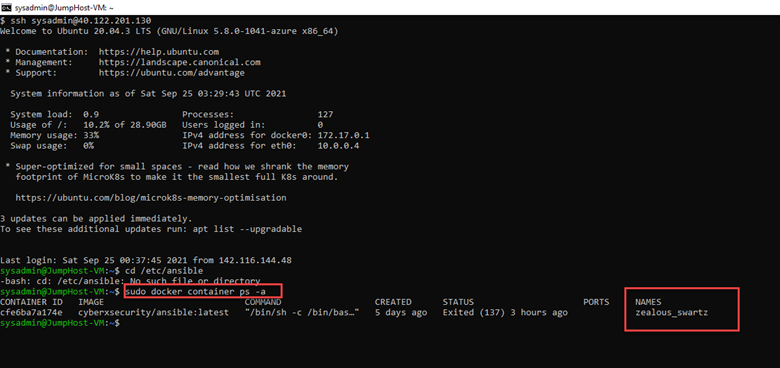 sysadmin@JumpHost-VM: ~
$ ssh sysadmin@40.122.201.130
Welcome to Ubuntu 20.04.3 LTS (GNU/Linux 5.8.0-1041-azure x86_64)
* Documentation: https://help.ubuntu.com
* Management: https://landscape.canonical.com
* Support: https://ubuntu.com/advantage
System information as of Sat Sep 25 03:29:43 UTC 2021
System load: 0.9 Processes: 127
Usage of /: 10.2% of 28.90GB Users logged in: 0
Memory usage: 33% IPv4 address for docker0: 172.17.0.1
Swap usage: 0% IPv4 address for eth0: 10.0.0.4
* Super-optimized for small spaces - read how we shrank the memory
footprint of MicroK8s to make it the smallest full K8s around.
https://ubuntu.com/blog/microk8s-memory-optimisation
3 updates can be applied immediately.
To see these additional updates run: apt list --upgradable
Last login: Sat Sep 25 00:37:45 2021 from 142.116.144.48
sysadmin@JumpHost-VM:~$ cd /etc/ansible
-bash: cd: /etc/ansible: No such file or directory
sysadmin@JumpHost-VM:~$ sudo docker container ps -a
CONTAINER ID IMAGE COMMAND CREATED STATUS PORTS NAMES
cfe6ba7a174e cyberxsecurity/ansible:latest "/bin/sh -c /bin/bas…" 5 days ago Exited (137) 3 hours ago zealous_swartz
sysadmin@JumpHost-VM:~$